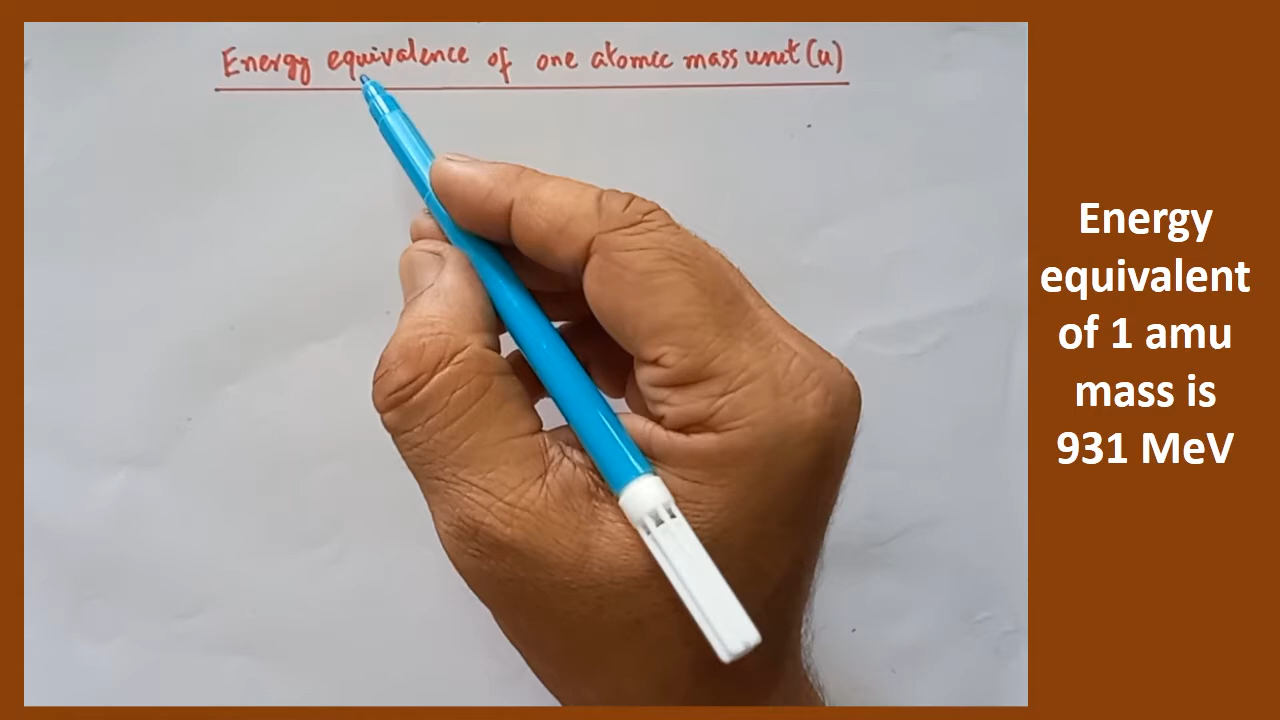 Energy equivalence of one atomic mass unit (u)
Energy
equivalent
of 1 amu
mass is
931 MeV